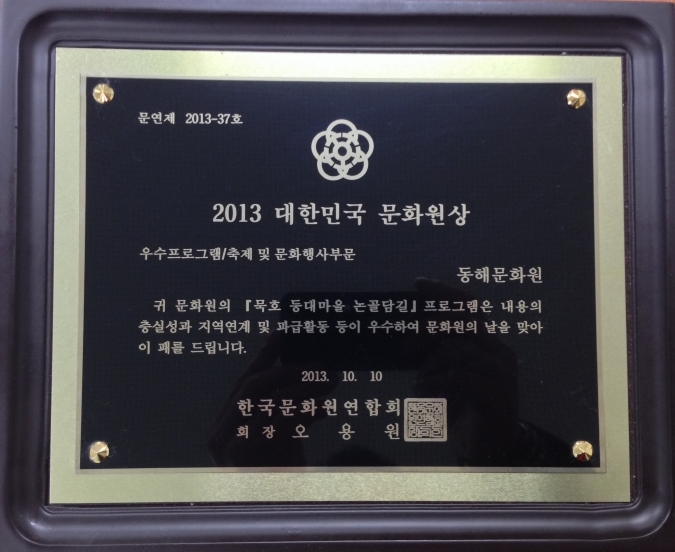 문연제 2013-37호
2013 대한민국 문화원상
우수프로그램/축제 및 문화행사부문
동해문화원
귀 문화원의 『묵호 등대마을 논골담길』프로그램은 내용의
충실성과 지역연계 및 파급활동 등이 우수하여 문화원의 날을 맞아
이 패를 드립니다.
2013. 10. 10
한국문화원연합회
회장 오용원